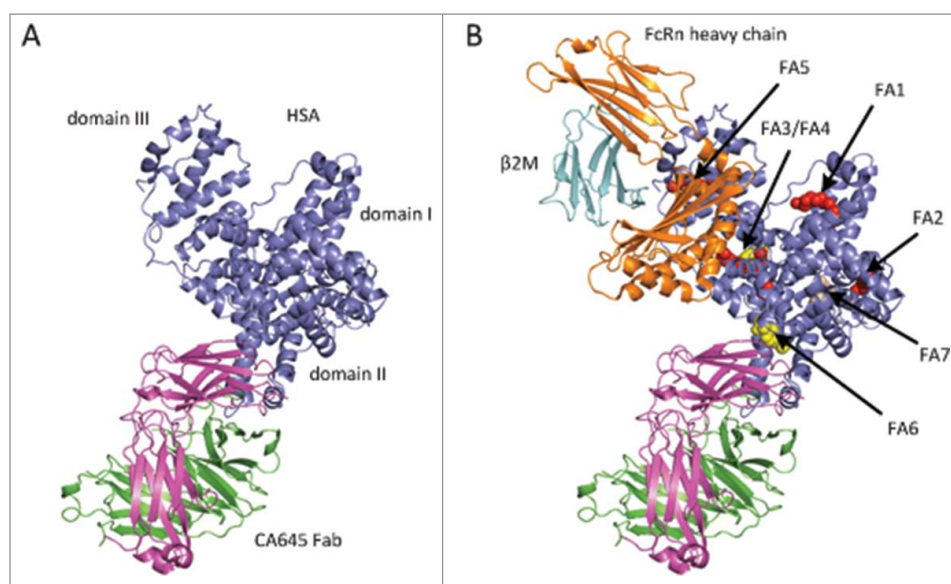 A
domain III
HSA
domain I
domain II
CA645 Fab
B
FcRn heavy chain
FA5
FA1
FA3/FA4
β2M
FA2
FA7
FA6